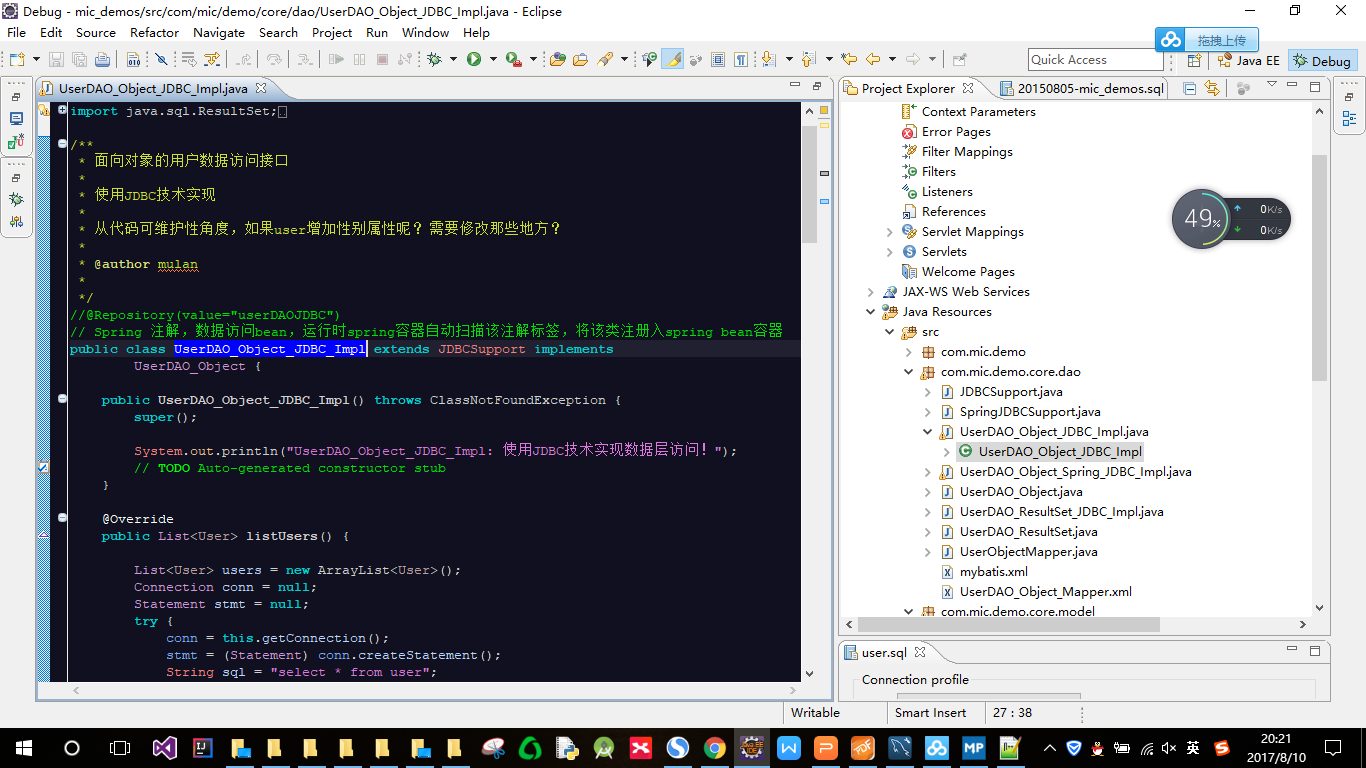 Debug - mic_demos/src/com/mic/demo/core/dao/UserDAO_Object_JDBC_Impl.java - Eclipse
File Edit Source Refactor Navigate Search Project Run Window Help
拖拽上传
Quick Access
Java EE
Debug
UserDAO_Object_JDBC_Impl.java
import java.sql.ResultSet;
/**
* 面向对象的用户数据访问接口
*
* 使用JDBC技术实现
*
* 从代码可维护性角度，如果user增加性别属性呢？需要修改那些地方？
*
* @author mulan
*
*/
//@Repository(value="userDAOJDBC")
// Spring 注解，数据访问bean，运行时spring容器自动扫描该注解标签，将该类注册入spring bean容器
public class UserDAO_Object_JDBC_Impl extends JDBCSupport implements
UserDAO_Object {
public UserDAO_Object_JDBC_Impl() throws ClassNotFoundException {
super();
System.out.println("UserDAO_Object_JDBC_Impl: 使用JDBC技术实现数据层访问！");
// TODO Auto-generated constructor stub
}
@Override
public List<User> listUsers() {
List<User> users = new ArrayList<User>();
Connection conn = null;
Statement stmt = null;
try {
conn = this.getConnection();
stmt = (Statement) conn.createStatement();
String sql = "select * from user";
Project Explorer
20150805-mic_demos.sql
Context Parameters
Error Pages
Filter Mappings
Filters
Listeners
References
Servlet Mappings
Servlets
Welcome Pages
JAX-WS Web Services
Java Resources
src
com.mic.demo
com.mic.demo.core.dao
JDBCSupport.java
SpringJDBCSupport.java
UserDAO_Object_JDBC_Impl.java
UserDAO_Object_JDBC_Impl
UserDAO_Object_Spring_JDBC_Impl.java
UserDAO_Object.java
UserDAO_ResultSet_JDBC_Impl.java
UserDAO_ResultSet.java
UserObjectMapper.java
mybatis.xml
UserDAO_Object_Mapper.xml
com.mic.demo.core.model
49%
0K/s
0K/s
user.sql
Connection profile
Writable
Smart Insert
27 : 38
英
20:21
2017/8/10